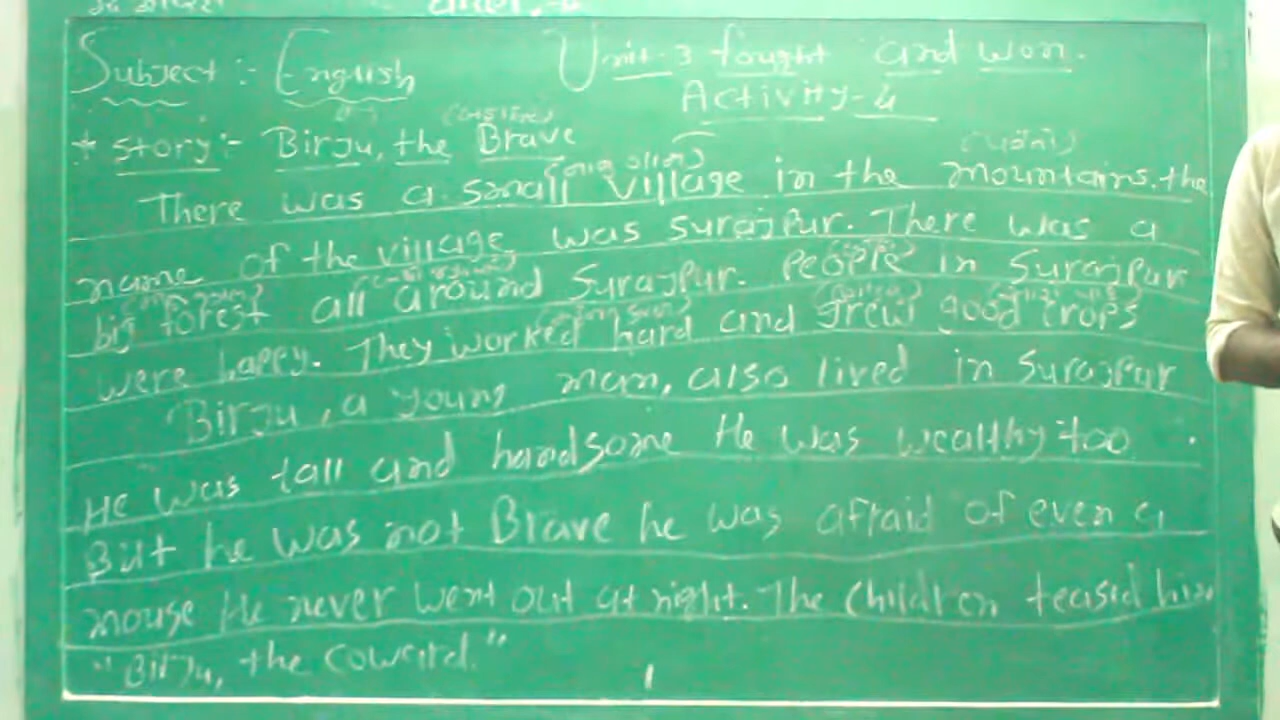 Subject :- English Unit-3 fought and won.
Activity-4
* Story:- Birju, the Brave
There was a small village in the mountains. the
name of the village was surajpur. There was a
big forest all around Surajpur. People in Surajpur
were happy. They worked hard and grew good crops
Birju, a young man, also lived in Surajpur
He was tall and handsome He was wealthy too .
But he was not Brave he was afraid of even a
mouse He never went out at night. The children teased him
"Birju, the coward."